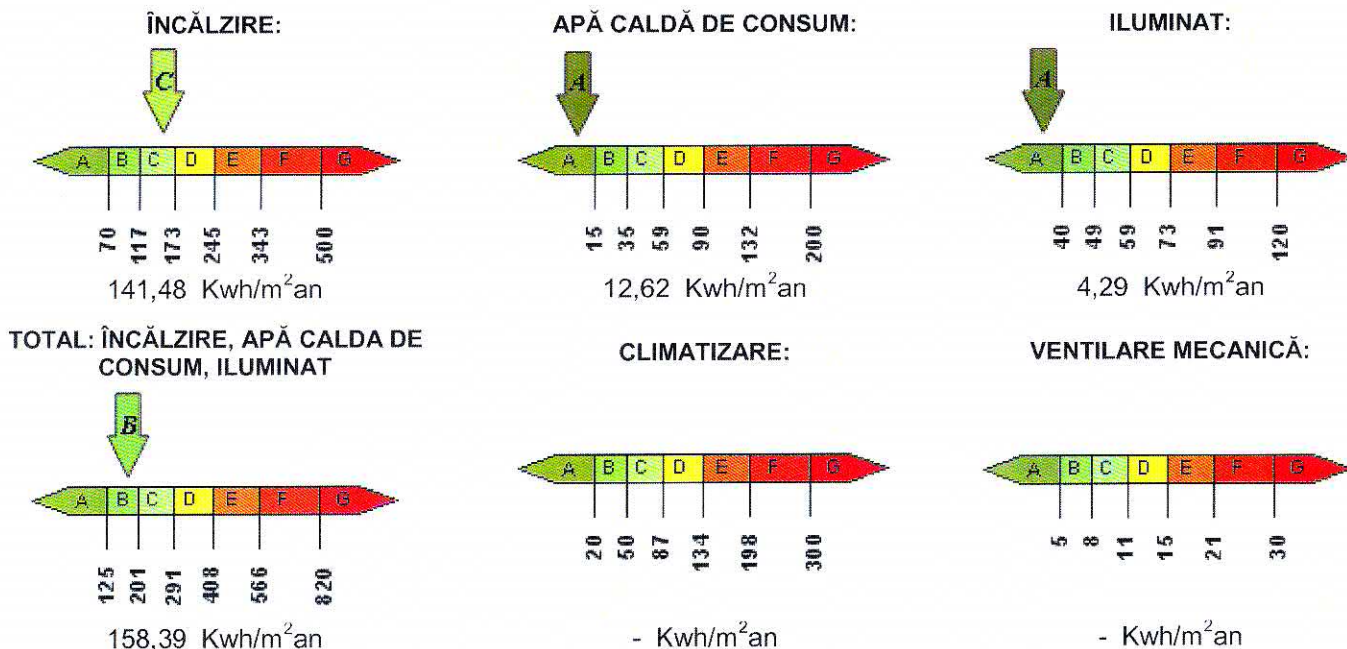 ÎNCĂLZIRE:
C
A B C D E F G
70 117 173 245 343 500
141,48 Kwh/m²an
APĂ CALDĂ DE CONSUM:
A
A B C D E F G
15 35 59 90 132 200
12,62 Kwh/m²an
ILUMINAT:
A
A B C D E F G
40 49 59 73 91 120
4,29 Kwh/m²an
TOTAL: ÎNCĂLZIRE, APĂ CALDA DE
CONSUM, ILUMINAT
B
A B C D E F G
125 201 291 408 566 820
158,39 Kwh/m²an
CLIMATIZARE:
A B C D E F G
20 50 87 134 198 300
- Kwh/m²an
VENTILARE MECANICĂ:
A B C D E F G
5 8 11 15 21 30
- Kwh/m²an